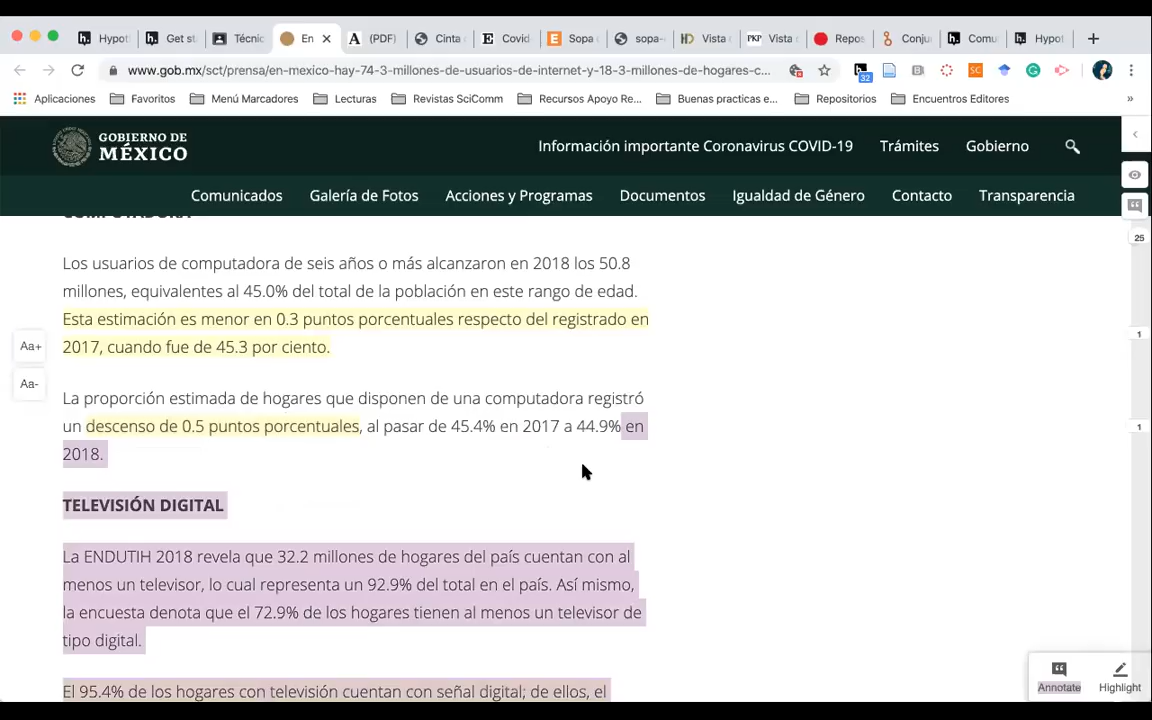 Hypot
Get st
Técnic
En
(PDF)
Cinta
Covid
Sopa
sopa-
Vista
Vista
Repos
Conju
Comu
Hypot
www.gob.mx/sct/prensa/en-mexico-hay-74-3-millones-de-usuarios-de-internet-y-18-3-millones-de-hogares-c...
32
Aplicaciones
Favoritos
Menú Marcadores
Lecturas
Revistas SciComm
Recursos Apoyo Re...
Buenas practicas e...
Repositorios
Encuentros Editores
»
GOBIERNO DE
MÉXICO
Información importante Coronavirus COVID-19
Trámites
Gobierno
Comunicados
Galería de Fotos
Acciones y Programas
Documentos
Igualdad de Género
Contacto
Transparencia
COMPUTADORA
25
Los usuarios de computadora de seis años o más alcanzaron en 2018 los 50.8
millones, equivalentes al 45.0% del total de la población en este rango de edad.
Esta estimación es menor en 0.3 puntos porcentuales respecto del registrado en
2017, cuando fue de 45.3 por ciento.
1
Aa+
Aa-
La proporción estimada de hogares que disponen de una computadora registró
un descenso de 0.5 puntos porcentuales, al pasar de 45.4% en 2017 a 44.9% en
2018.
1
TELEVISIÓN DIGITAL
La ENDUTIH 2018 revela que 32.2 millones de hogares del país cuentan con al
menos un televisor, lo cual representa un 92.9% del total en el país. Así mismo,
la encuesta denota que el 72.9% de los hogares tienen al menos un televisor de
tipo digital.
El 95.4% de los hogares con televisión cuentan con señal digital; de ellos, el
Annotate
Highlight